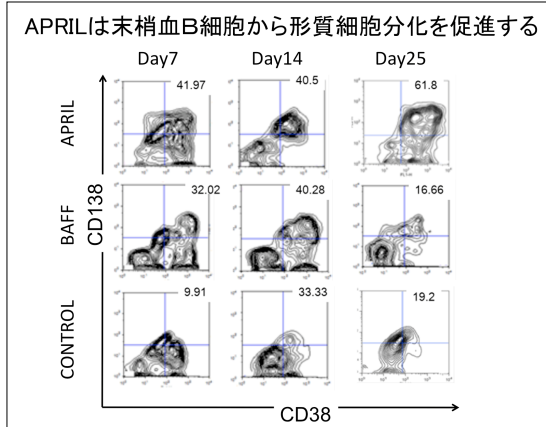 APRILは末梢血B細胞から形質細胞分化を促進する
Day7 Day14 Day25
APRIL
41.97 40.5 61.8
BAFF
32.02 40.28 16.66
CONTROL
9.91 33.33 19.2
CD138
CD38